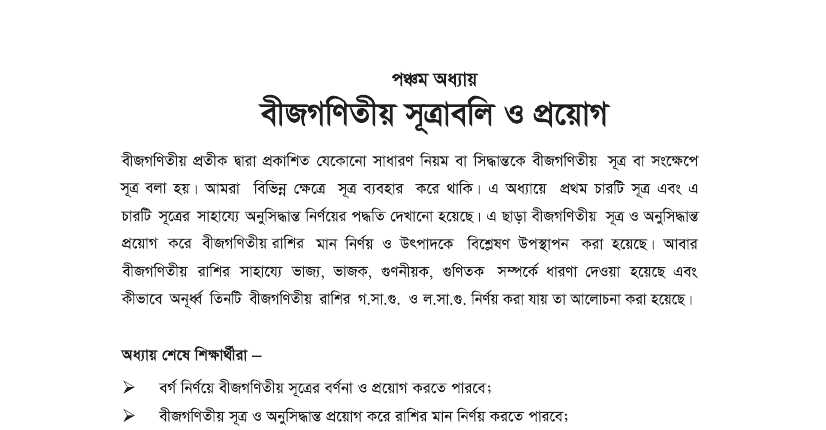 পঞ্চম অধ্যায়
বীজগণিতীয় সূত্রাবলি ও প্রয়োগ
বীজগণিতীয় প্রতীক দ্বারা প্রকাশিত যেকোনো সাধারণ নিয়ম বা সিদ্ধান্তকে বীজগণিতীয় সূত্র বা সংক্ষেপে
সূত্র বলা হয়। আমরা বিভিন্ন ক্ষেত্রে সূত্র ব্যবহার করে থাকি। এ অধ্যায়ে প্রথম চারটি সূত্র এবং এ
চারটি সূত্রের সাহায্যে অনুসিদ্ধান্ত নির্ণয়ের পদ্ধতি দেখানো হয়েছে। এ ছাড়া বীজগণিতীয় সূত্র ও অনুসিদ্ধান্ত
প্রয়োগ করে বীজগণিতীয় রাশির মান নির্ণয় ও উৎপাদকে বিশ্লেষণ উপস্থাপন করা হয়েছে। আবার
বীজগণিতীয় রাশির সাহায্যে ভাজ্য, ভাজক, গুণনীয়ক, গুণিতক সম্পর্কে ধারণা দেওয়া হয়েছে এবং
কীভাবে অনূর্ধ্ব তিনটি বীজগণিতীয় রাশির গ.সা.গু. ও ল.সা.গু. নির্ণয় করা যায় তা আলোচনা করা হয়েছে।
অধ্যায় শেষে শিক্ষার্থীরা –
➢ বর্গ নির্ণয়ে বীজগণিতীয় সূত্রের বর্ণনা ও প্রয়োগ করতে পারবে;
➢ বীজগণিতীয় সূত্র ও অনুসিদ্ধান্ত প্রয়োগ করে রাশির মান নির্ণয় করতে পারবে;